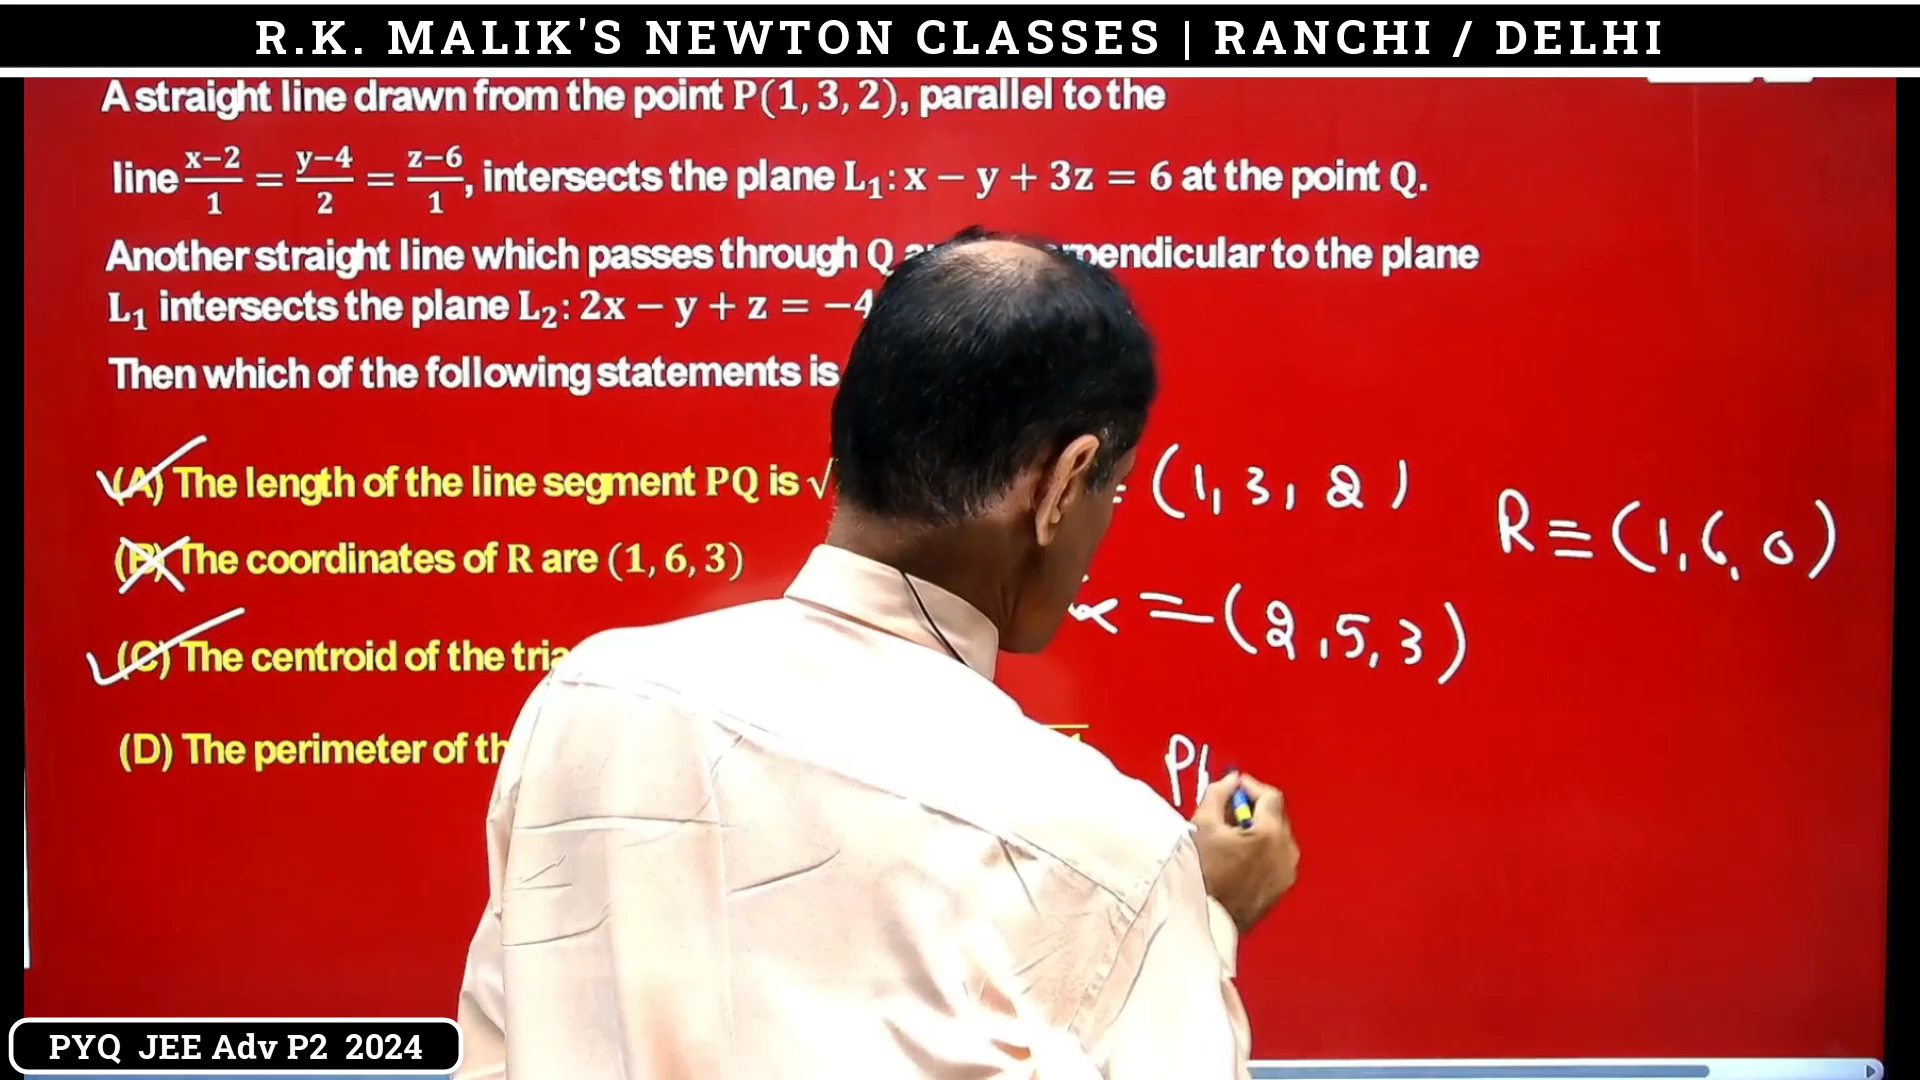 R.K. MALIK'S NEWTON CLASSES | RANCHI / DELHI
A straight line drawn from the point P(1, 3, 2), parallel to the
line x−2/1 = y−4/2 = z−6/1, intersects the plane L₁: x − y + 3z = 6 at the point Q.
Another straight line which passes through Q perpendicular to the plane
L₁ intersects the plane L₂: 2x − y + z = −4
Then which of the following statements is
(A) The length of the line segment PQ is √
= (1, 3, 2)
R ≡ (1, 6, 0)
(B) The coordinates of R are (1, 6, 3)
= (2, 5, 3)
(C) The centroid of the
(D) The perimeter of
PYQ JEE Adv P2 2024